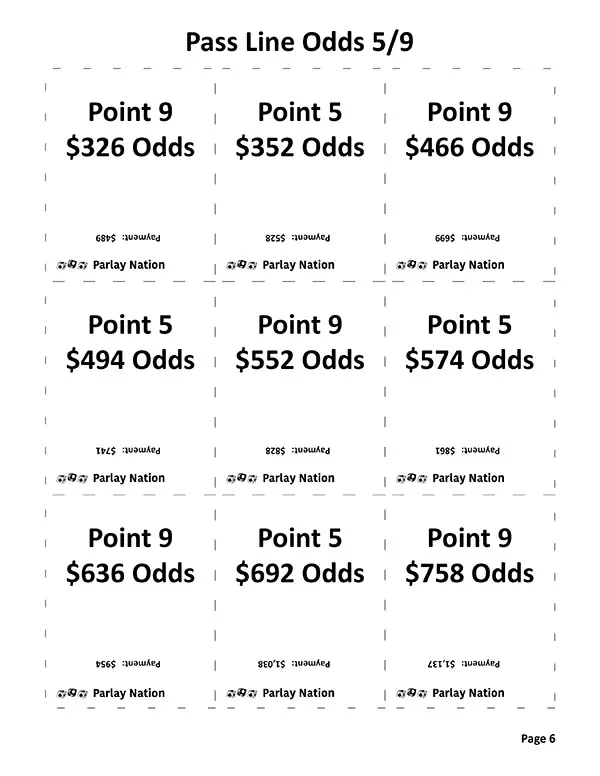 Pass Line Odds 5/9
Point 9
$326 Odds
Payment: $489
Parlay Nation
Point 5
$352 Odds
Payment: $528
Parlay Nation
Point 9
$466 Odds
Payment: $699
Parlay Nation
Point 5
$494 Odds
Payment: $741
Parlay Nation
Point 9
$552 Odds
Payment: $828
Parlay Nation
Point 5
$574 Odds
Payment: $861
Parlay Nation
Point 9
$636 Odds
Payment: $954
Parlay Nation
Point 5
$692 Odds
Payment: $1,038
Parlay Nation
Point 9
$758 Odds
Payment: $1,137
Parlay Nation
Page 6